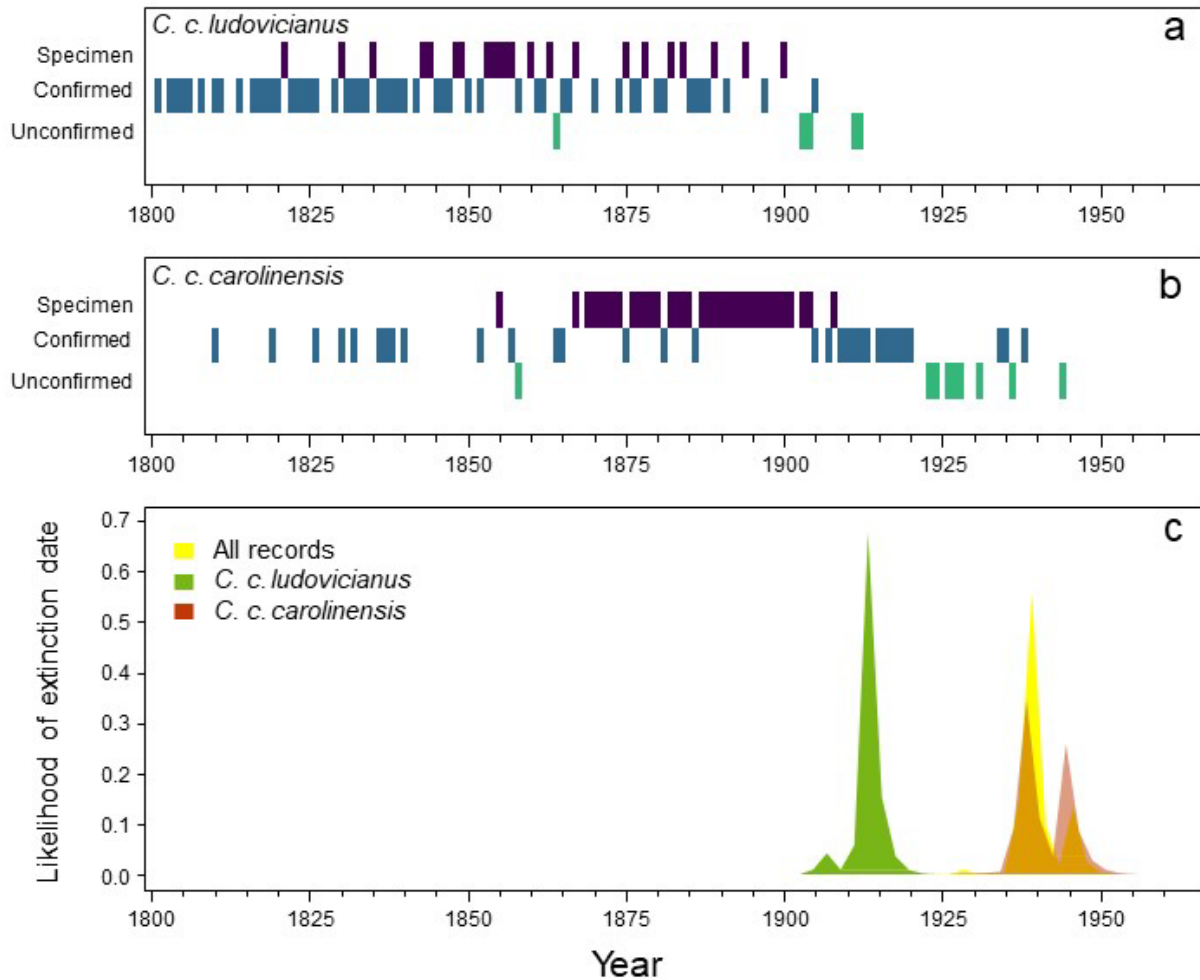 C. c. ludovicianus
a
Specimen
Confirmed
Unconfirmed
1800 1825 1850 1875 1900 1925 1950
C. c. carolinensis
b
Specimen
Confirmed
Unconfirmed
1800 1825 1850 1875 1900 1925 1950
c
Likelihood of extinction date
0.7
0.6
0.5
0.4
0.3
0.2
0.1
0.0
All records
C. c. ludovicianus
C. c. carolinensis
1800 1825 1850 1875 1900 1925 1950
Year